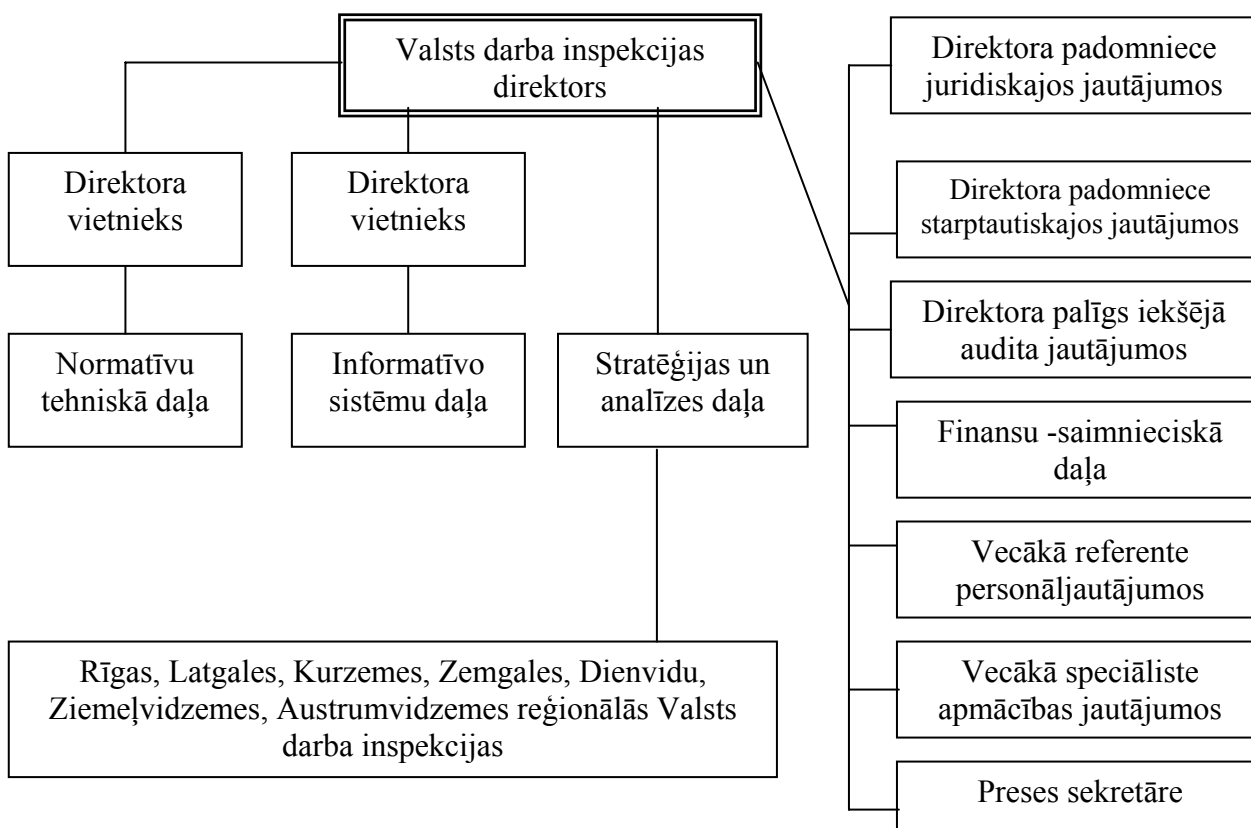 Valsts darba inspekcijas
direktors
Direktora
vietnieks
Direktora
vietnieks
Normatīvu
tehniskā daļa
Informatīvo
sistēmu daļa
Stratēģijas un
analīzes daļa
Rīgas, Latgales, Kurzemes, Zemgales, Dienvidu,
Ziemeļvidzemes, Austrumvidzemes reģionālās Valsts
darba inspekcijas
Direktora padomniece
juridiskajos jautājumos
Direktora padomniece
starptautiskajos jautājumos
Direktora palīgs iekšējā
audita jautājumos
Finansu -saimnieciskā
daļa
Vecākā referente
personāljautājumos
Vecākā speciāliste
apmācības jautājumos
Preses sekretāre